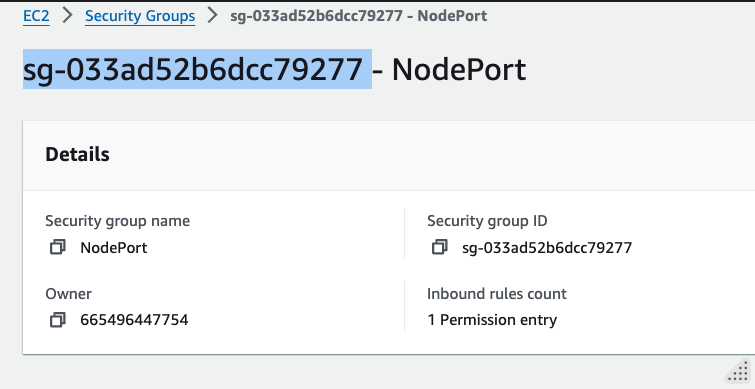 EC2 > Security Groups > sg-033ad52b6dcc79277 - NodePort
sg-033ad52b6dcc79277 - NodePort
Details
Security group name
NodePort
Security group ID
sg-033ad52b6dcc79277
Owner
665496447754
Inbound rules count
1 Permission entry